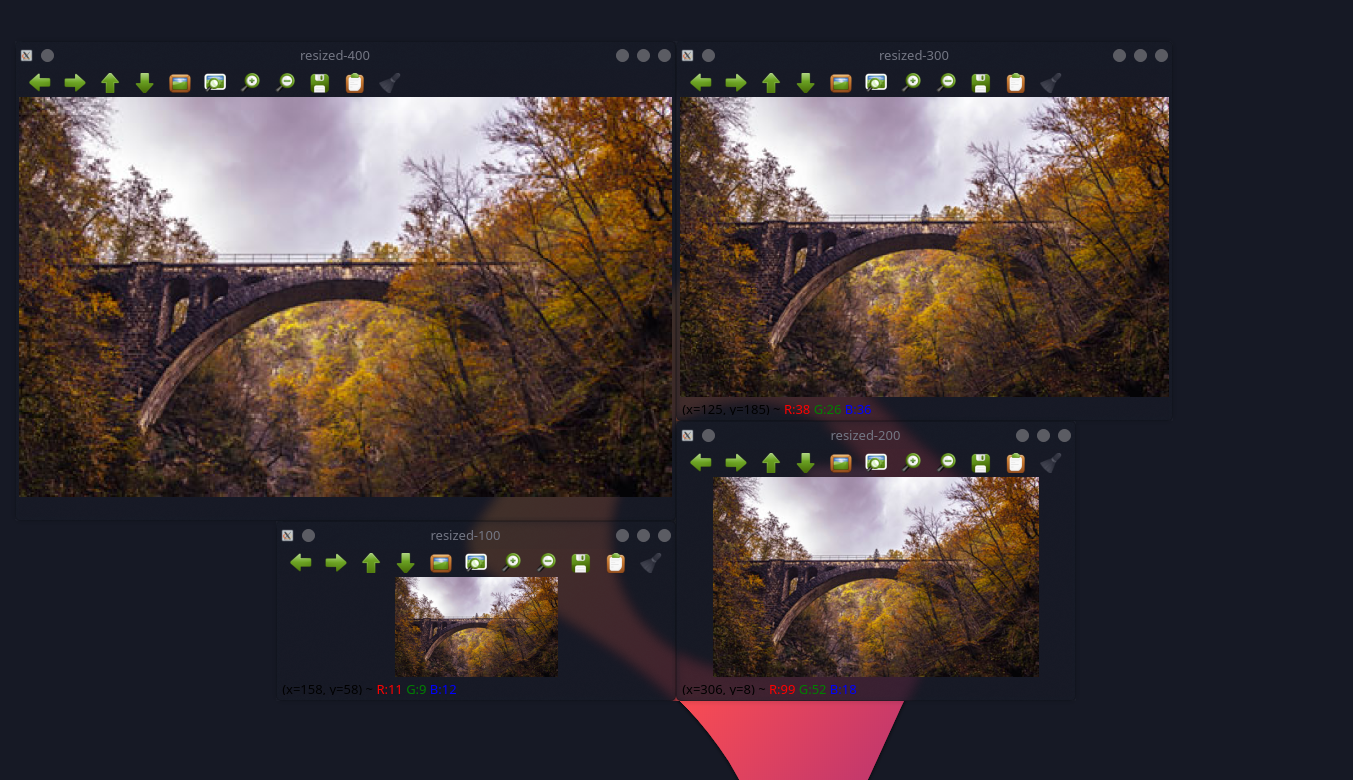 resized-400
resized-300
(x=125, y=185) ~ R:38 G:26 B:36
resized-200
resized-100
(x=158, y=58) ~ R:11 G:9 B:12
(x=306, y=8) ~ R:99 G:52 B:18